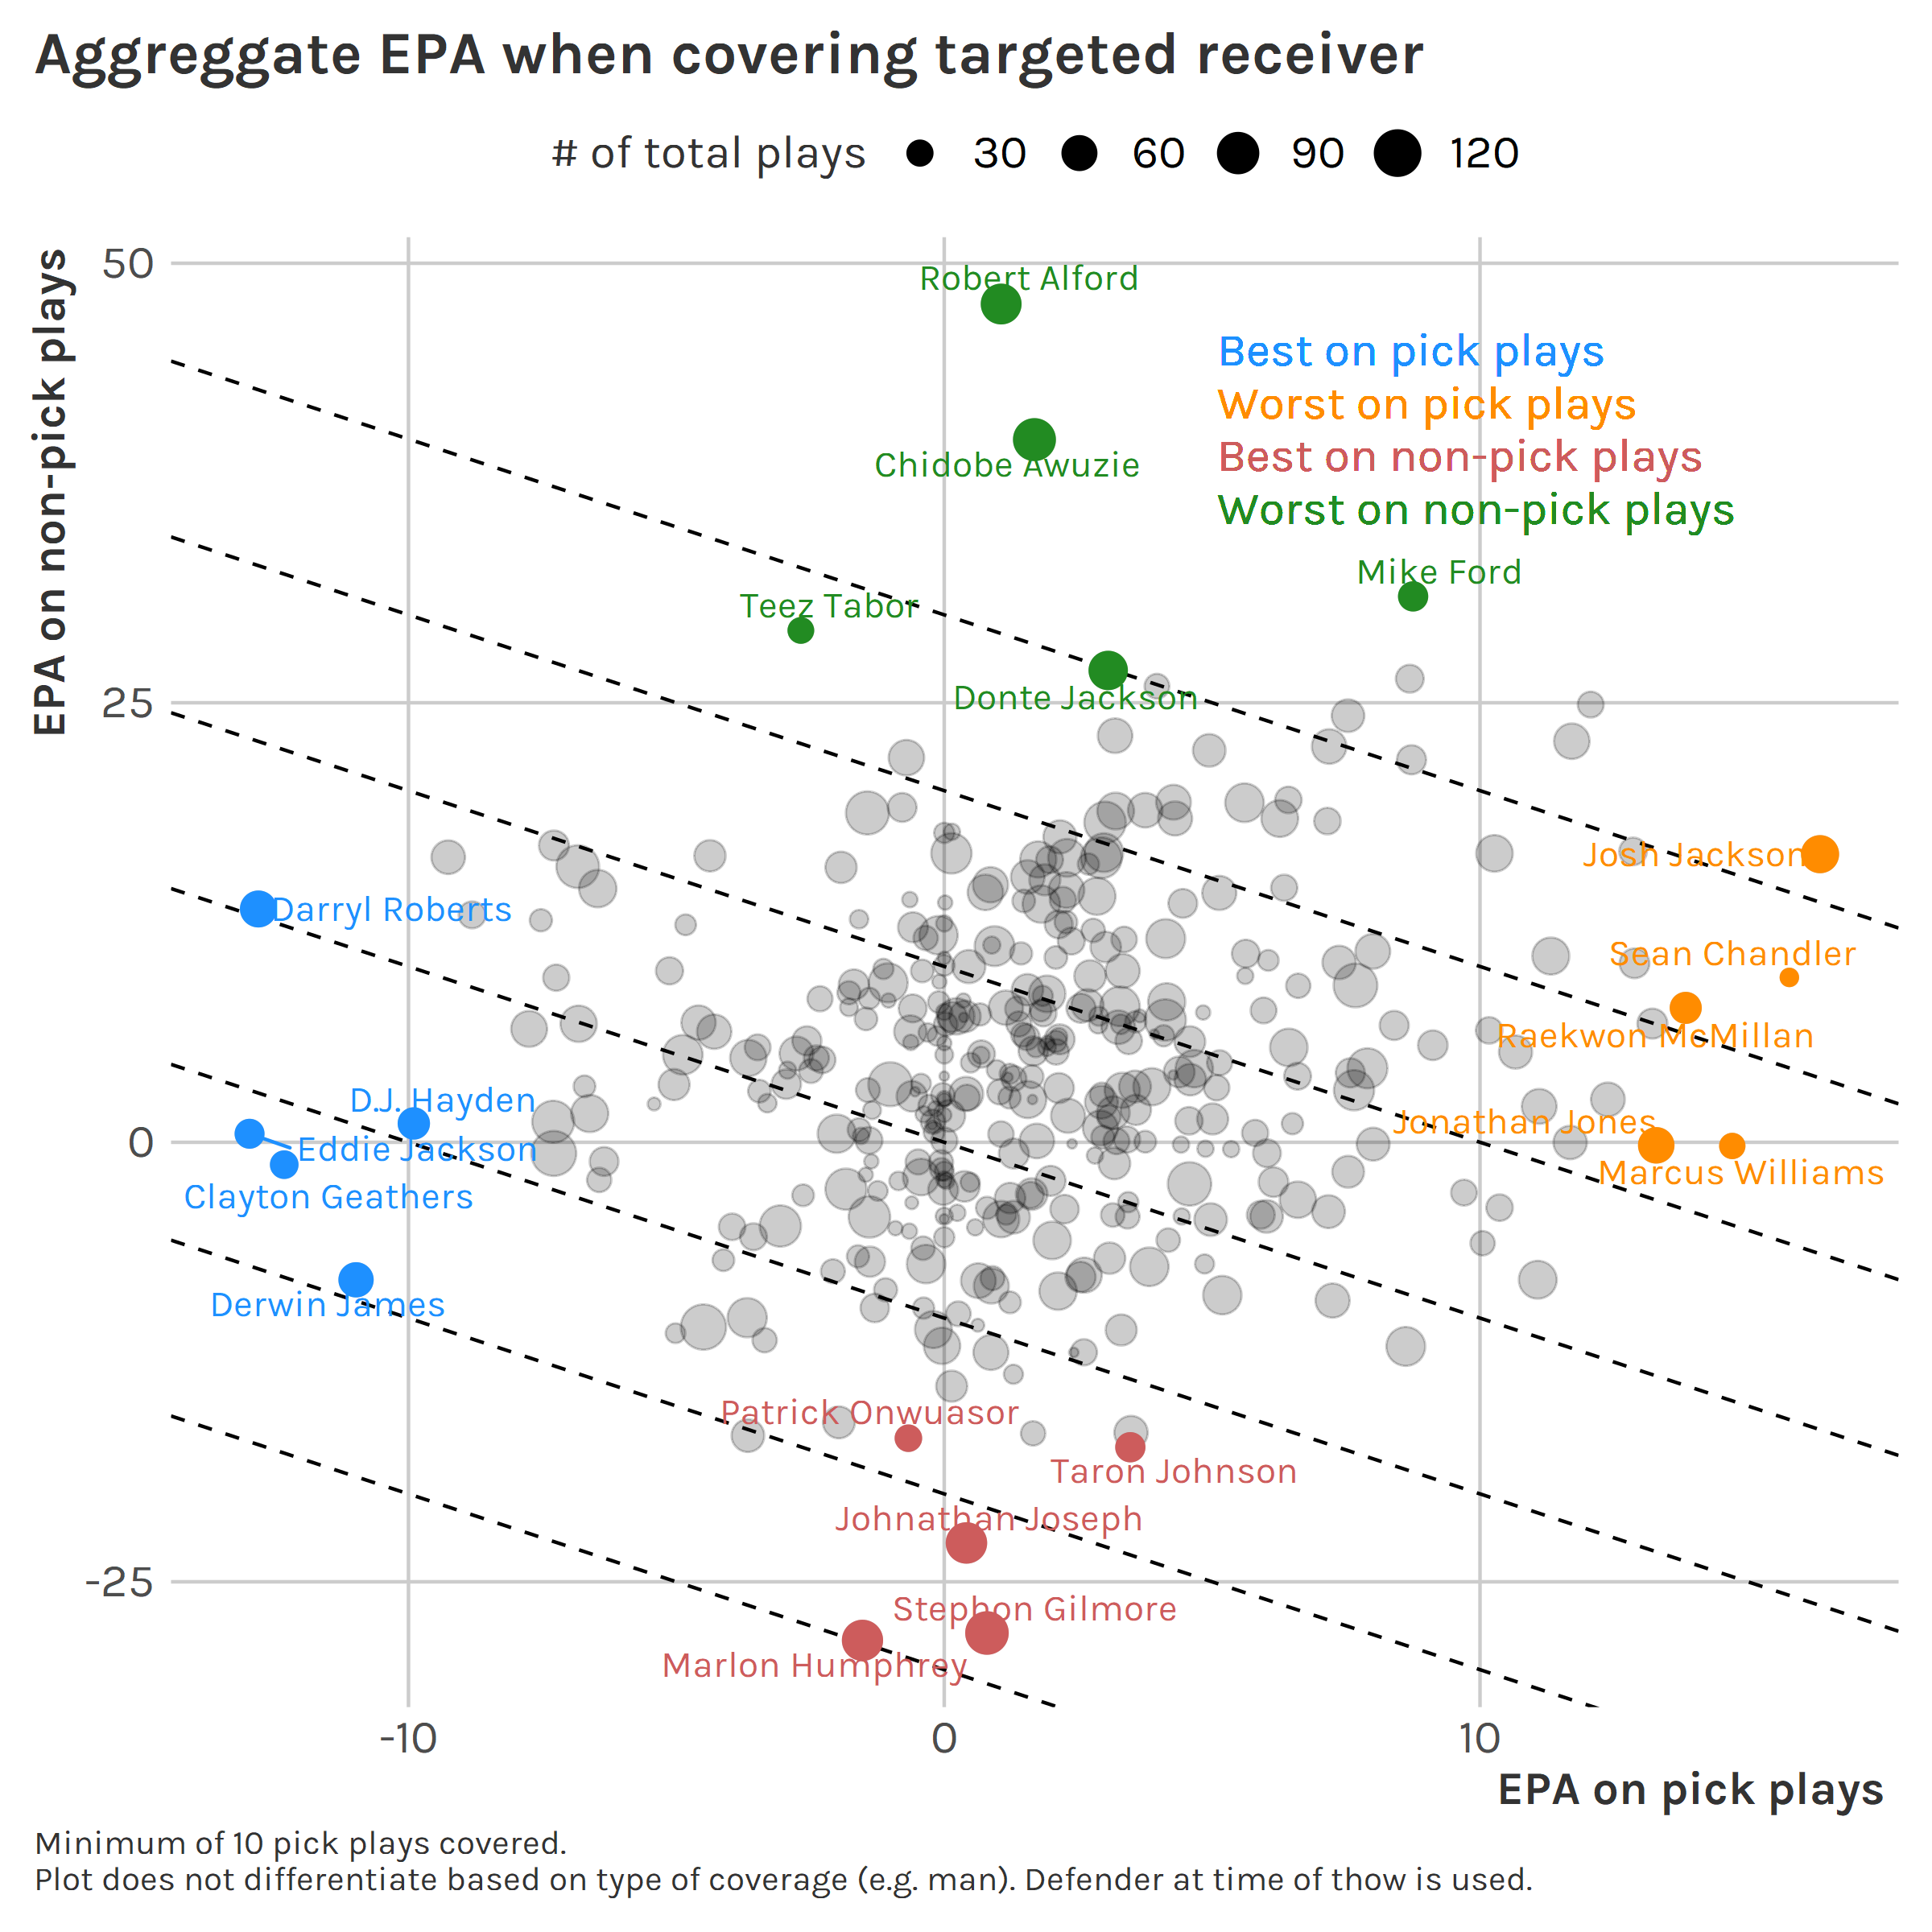 Aggreggate EPA when covering targeted receiver
# of total plays 30 60 90 120
EPA on non-pick plays
50
25
0
-25
Robert Alford
Best on pick plays
Worst on pick plays
Best on non-pick plays
Worst on non-pick plays
Chidobe Awuzie
Mike Ford
Teez Tabor
Donte Jackson
Josh Jackson
Darryl Roberts
Sean Chandler
Raekwon McMillan
D.J. Hayden
Jonathan Jones
Eddie Jackson
Marcus Williams
Clayton Geathers
Derwin James
Patrick Onwuasor
Taron Johnson
Johnathan Joseph
Stephon Gilmore
Marlon Humphrey
-10 0 10
EPA on pick plays
Minimum of 10 pick plays covered.
Plot does not differentiate based on type of coverage (e.g. man). Defender at time of thow is used.